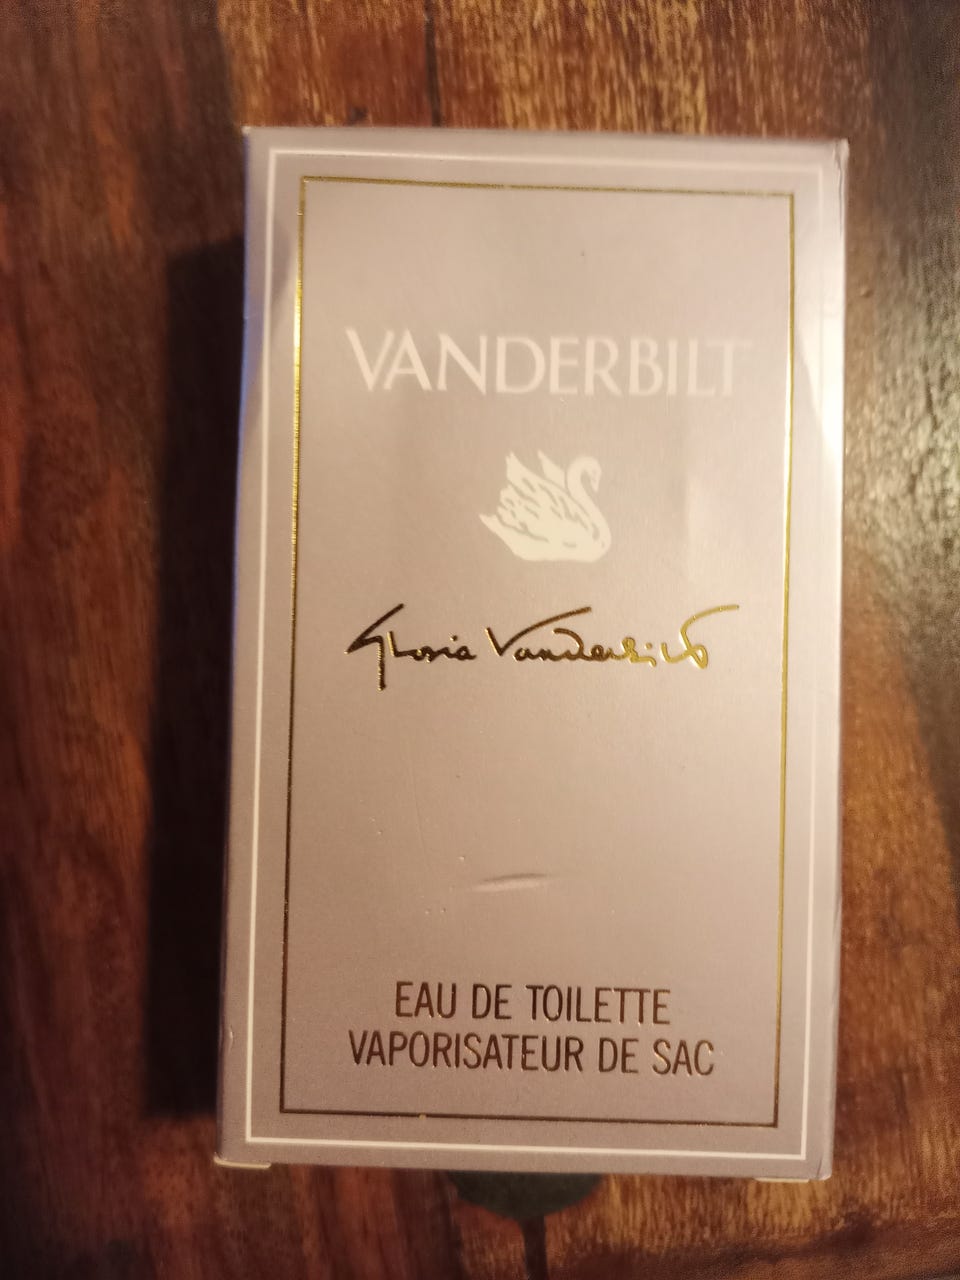 VANDERBILT
Gloria Vanderbilt
EAU DE TOILETTE
VAPORISATEUR DE SAC